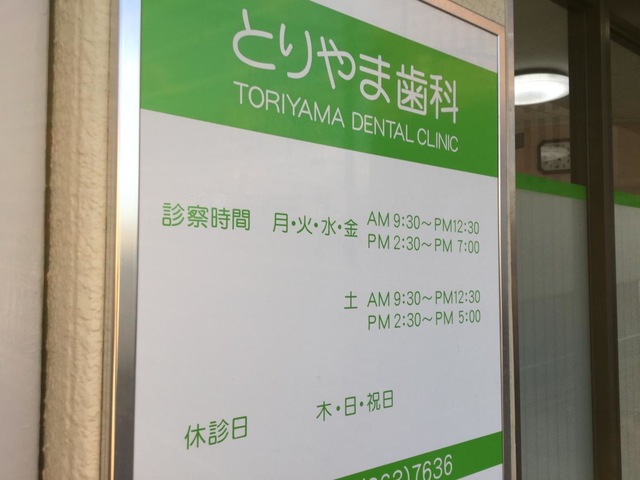 とりやま歯科
TORIYAMA DENTAL CLINIC
診察時間 月・火・水・金 AM 9:30～PM12:30
PM 2:30～PM 7:00
土 AM 9:30～PM12:30
PM 2:30～PM 5:00
休診日 木・日・祝日
7636